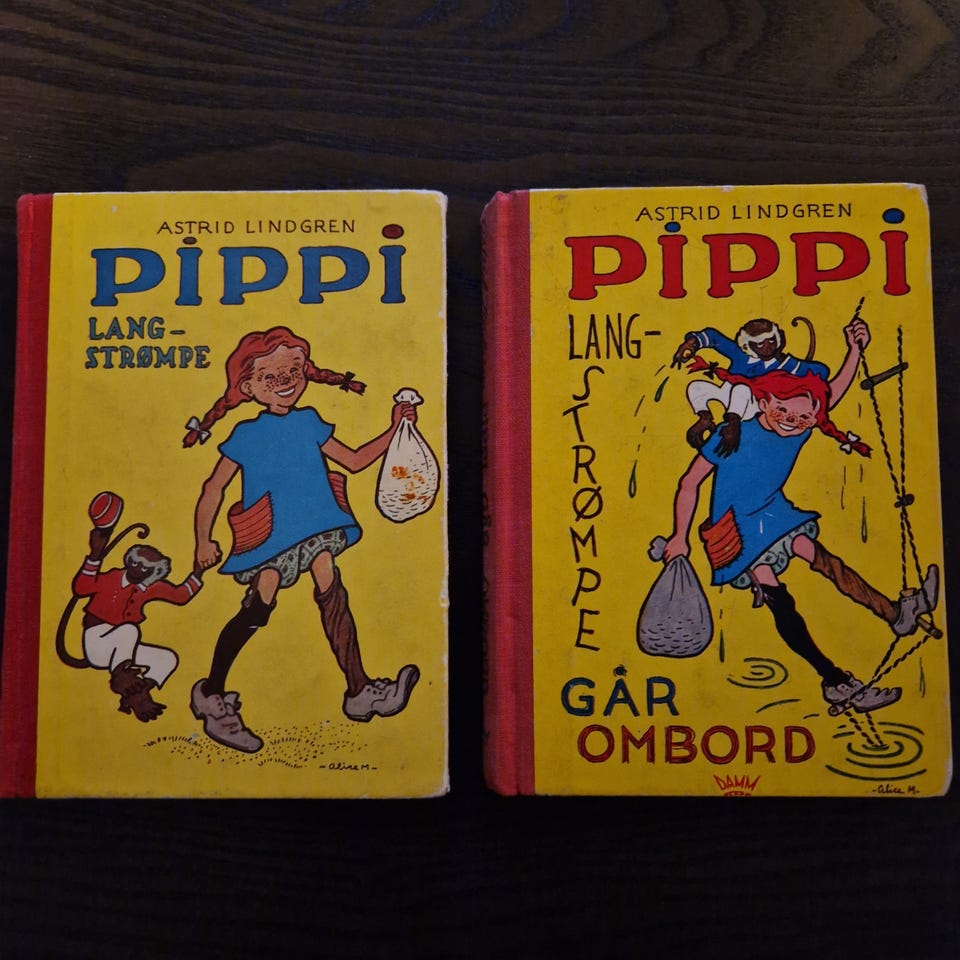 ASTRID LINDGREN
PIPPI
LANG-
STRØMPE
-Alice M-
ASTRID LINDGREN
PIPPI
LANG-
STRØMPE
GÅR
OMBORD
DAMM
-Alice M-